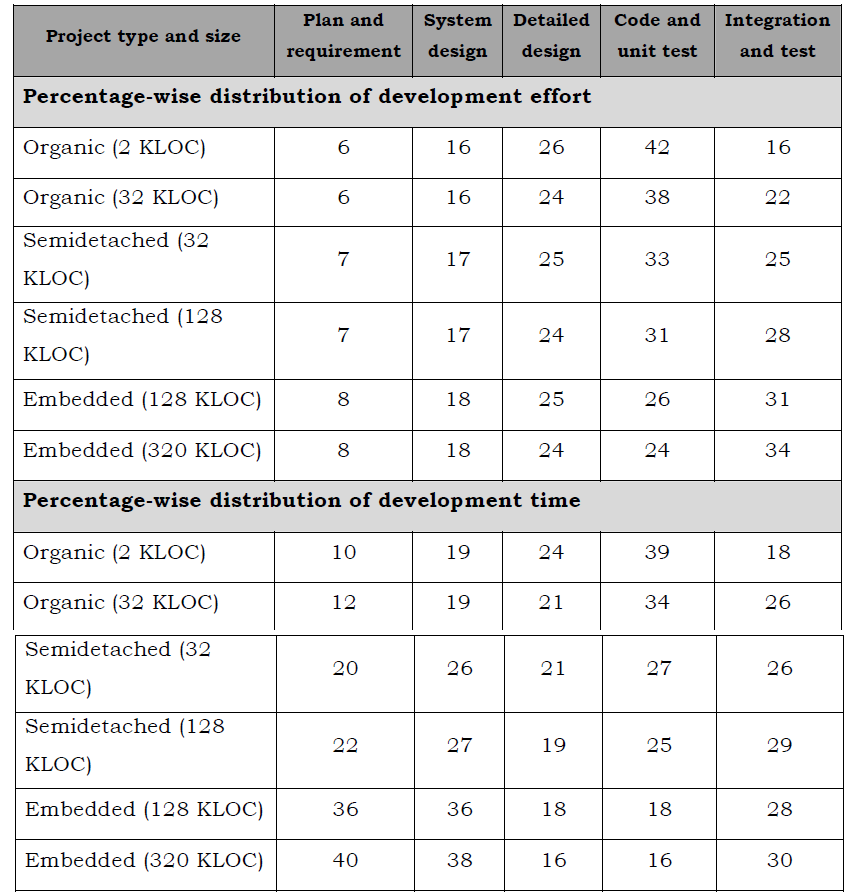 Project type and size Plan and requirement System design Detailed design Code and unit test Integration and test
Percentage-wise distribution of development effort
Organic (2 KLOC) 6 16 26 42 16
Organic (32 KLOC) 6 16 24 38 22
Semidetached (32 KLOC) 7 17 25 33 25
Semidetached (128 KLOC) 7 17 24 31 28
Embedded (128 KLOC) 8 18 25 26 31
Embedded (320 KLOC) 8 18 24 24 34
Percentage-wise distribution of development time
Organic (2 KLOC) 10 19 24 39 18
Organic (32 KLOC) 12 19 21 34 26
Semidetached (32 KLOC) 20 26 21 27 26
Semidetached (128 KLOC) 22 27 19 25 29
Embedded (128 KLOC) 36 36 18 18 28
Embedded (320 KLOC) 40 38 16 16 30